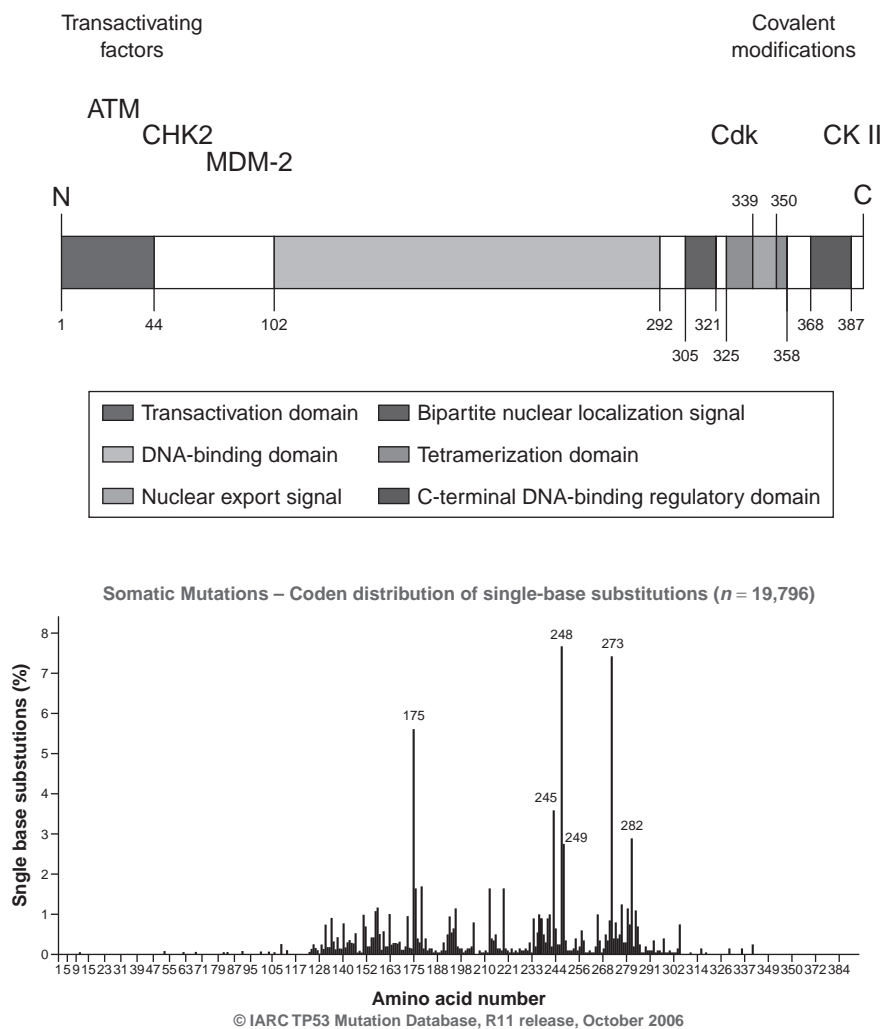 Transactivating
factors
Covalent
modifications
ATM
CHK2
MDM-2
Cdk
CK II
N
C
339 350
1 44 102 292 321 368 387
305 325 358
Transactivation domain
Bipartite nuclear localization signal
DNA-binding domain
Tetramerization domain
Nuclear export signal
C-terminal DNA-binding regulatory domain
Somatic Mutations – Coden distribution of single-base substitutions (n = 19,796)
Sngle base substutions (%)
8
7
6
5
4
3
2
1
0
175
245
248
249
273
282
1 5 9 15 23 31 39 47 55 63 71 79 87 95 105 117 128 140 152 163 175 188 198 210 221 233 244 256 268 279 291 302 314 326 337 349 350 372 384
Amino acid number
© IARC TP53 Mutation Database, R11 release, October 2006